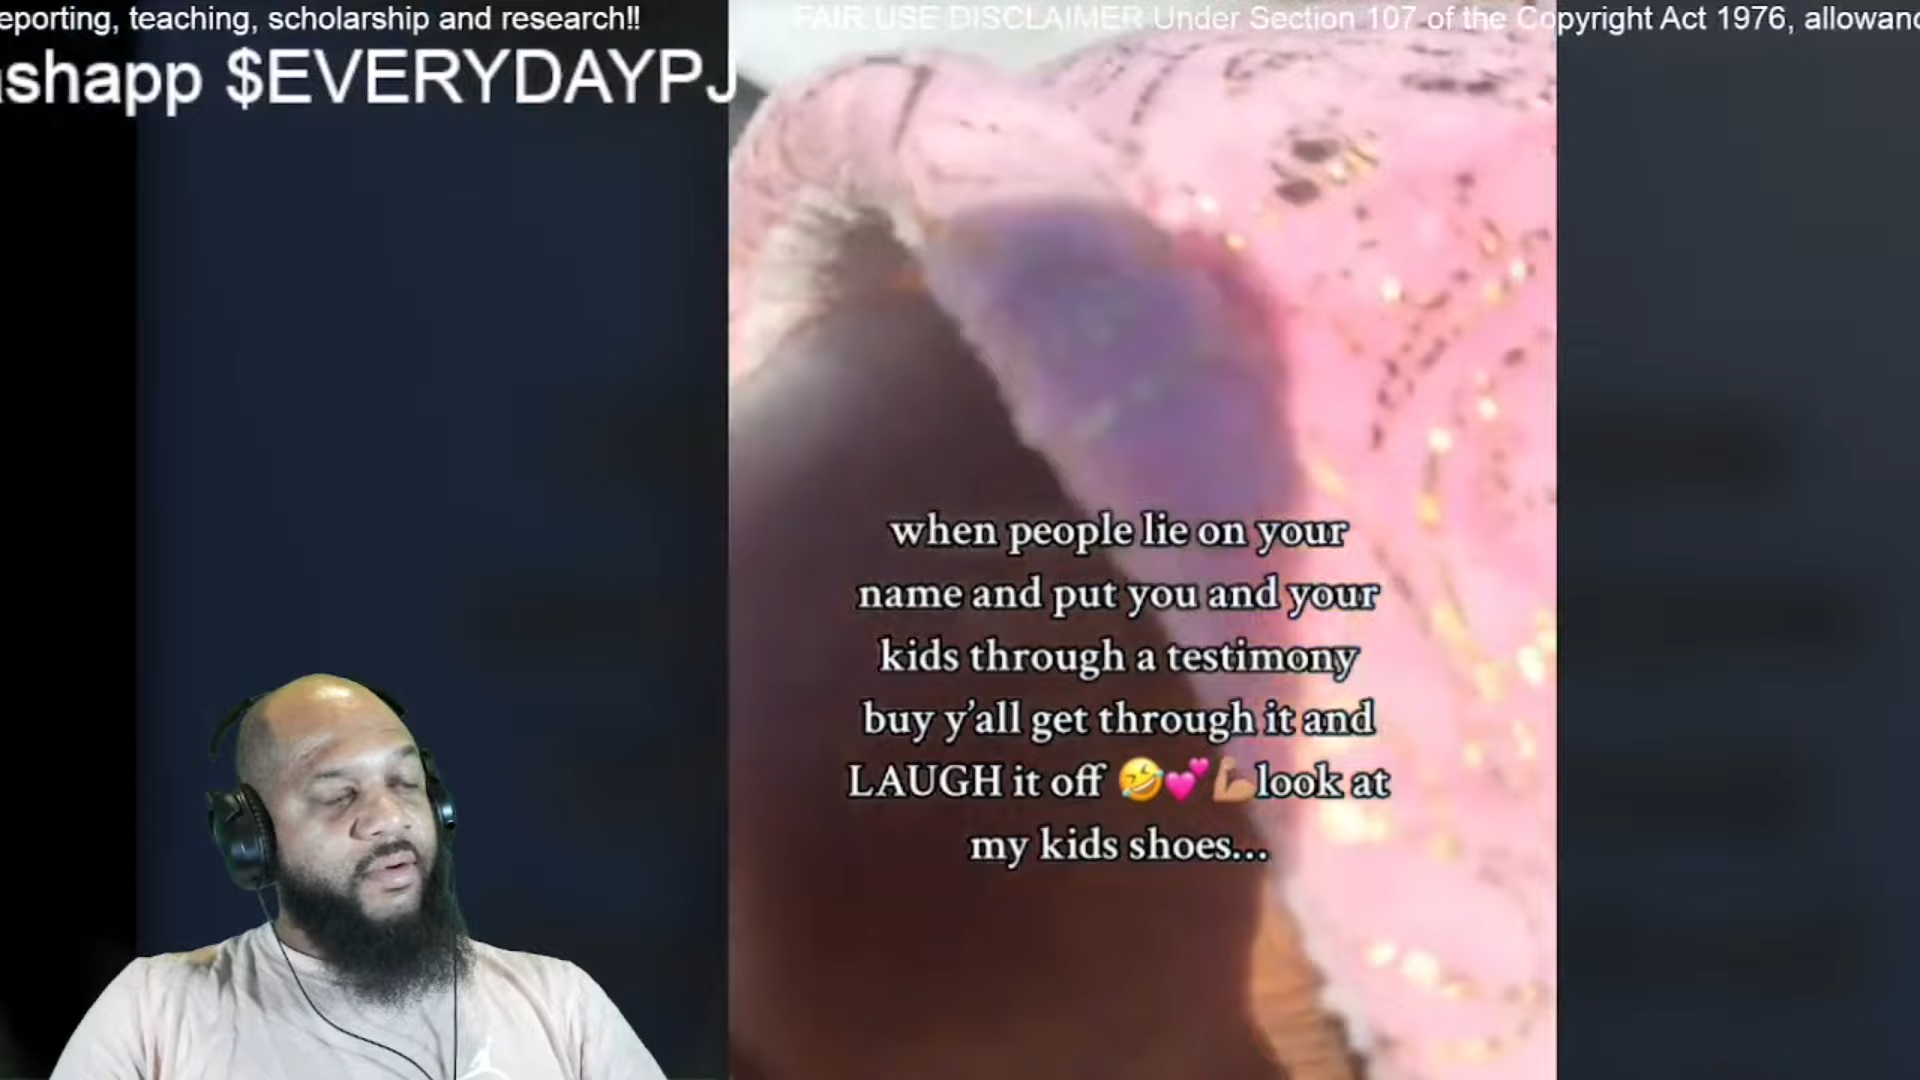 eporting, teaching, scholarship and research!!
FAIR USE DISCLAIMER Under Section 107 of the Copyright Act 1976, allowanc
ashapp $EVERYDAYPJ
when people lie on your
name and put you and your
kids through a testimony
buy y’all get through it and
LAUGH it off 🤣💕💪🏽look at
my kids shoes...